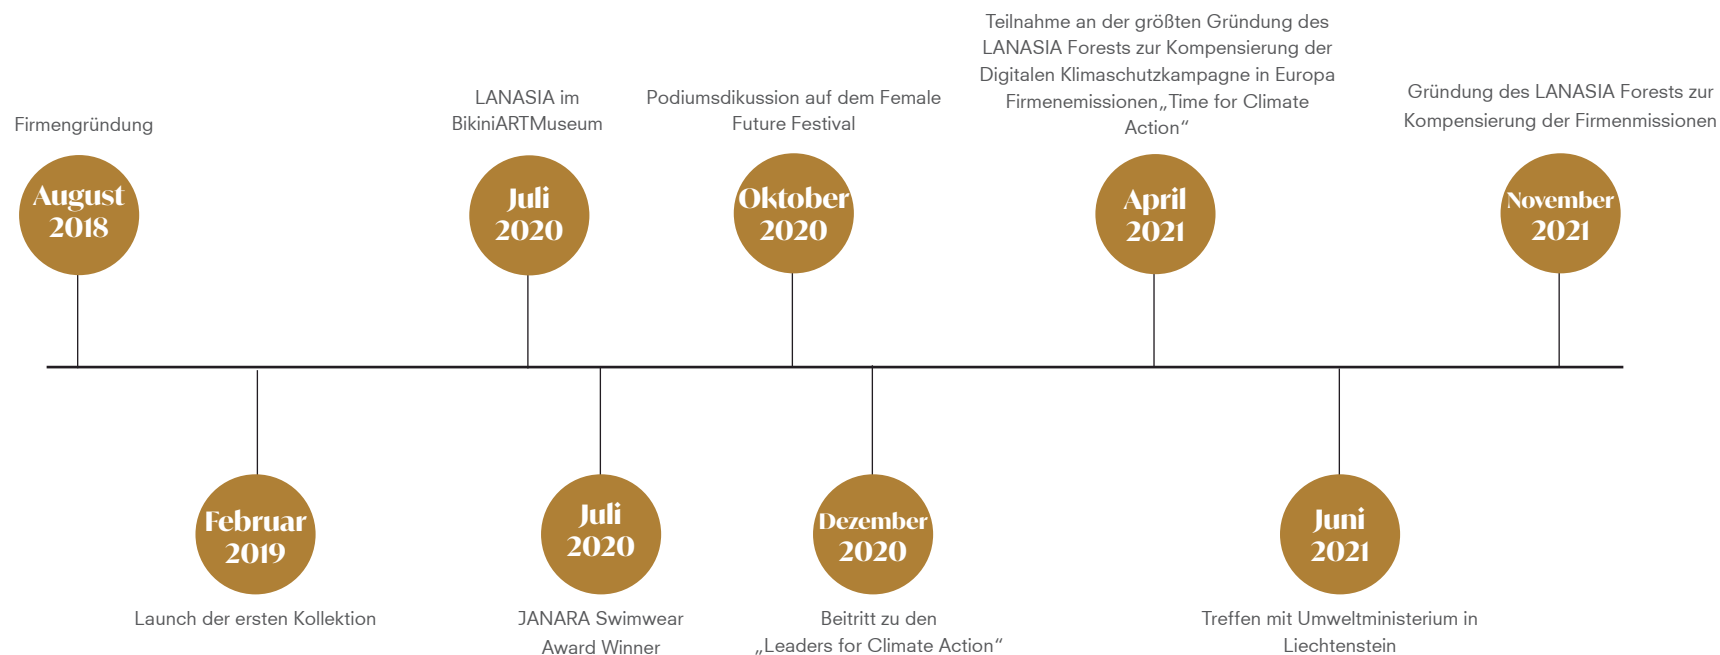 Firmengründung
August
2018
Februar
2019
Launch der ersten Kollektion
LANASIA im
BikiniARTMuseum
Juli
2020
Juli
2020
JANARA Swimwear
Award Winner
Podiumsdikussion auf dem Female
Future Festival
Oktober
2020
Dezember
2020
Beitritt zu den
„Leaders for Climate Action“
Teilnahme an der größten Gründung des
LANASIA Forests zur Kompensierung der
Digitalen Klimaschutzkampagne in Europa
Firmenemissionen„Time for Climate
Action“
April
2021
Juni
2021
Treffen mit Umweltministerium in
Liechtenstein
Gründung des LANASIA Forests zur
Kompensierung der Firmenmissionen
November
2021